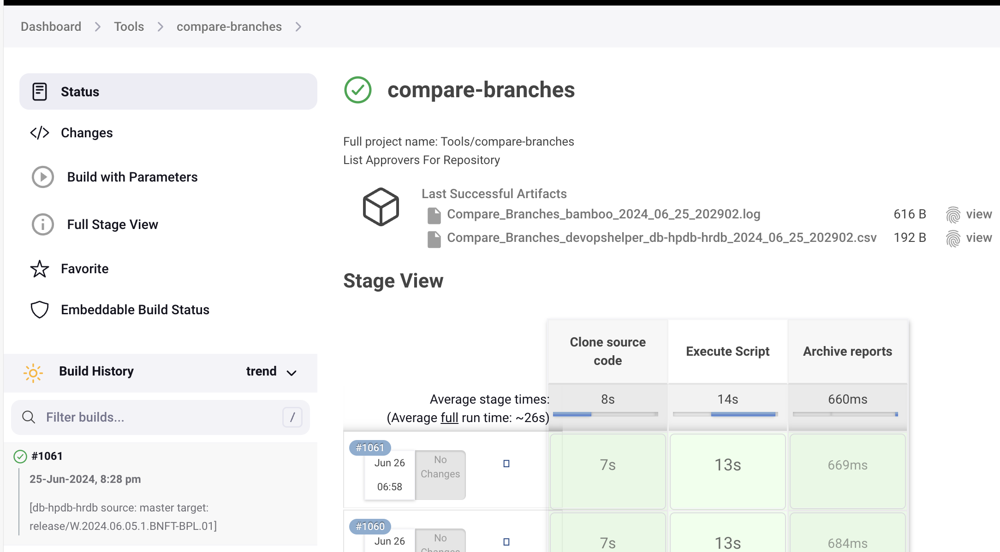 Dashboard > Tools > compare-branches >
Status
Changes
Build with Parameters
Full Stage View
Favorite
Embeddable Build Status
Build History trend
Filter builds... /
#1061
25-Jun-2024, 8:28 pm
[db-hpdb-hrdb source: master target:
release/W.2024.06.05.1.BNFT-BPL.01]
compare-branches
Full project name: Tools/compare-branches
List Approvers For Repository
Last Successful Artifacts
Compare_Branches_bamboo_2024_06_25_202902.log 616 B view
Compare_Branches_devopshelper_db-hpdb-hrdb_2024_06_25_202902.csv 192 B view
Stage View
Clone source
code
Execute Script
Archive reports
Average stage times:
(Average full run time: ~26s)
8s 14s 660ms
#1061
Jun 26
06:58
No
Changes
7s 13s 669ms
#1060
Jun 26
No
Changes
7s 13s 684ms